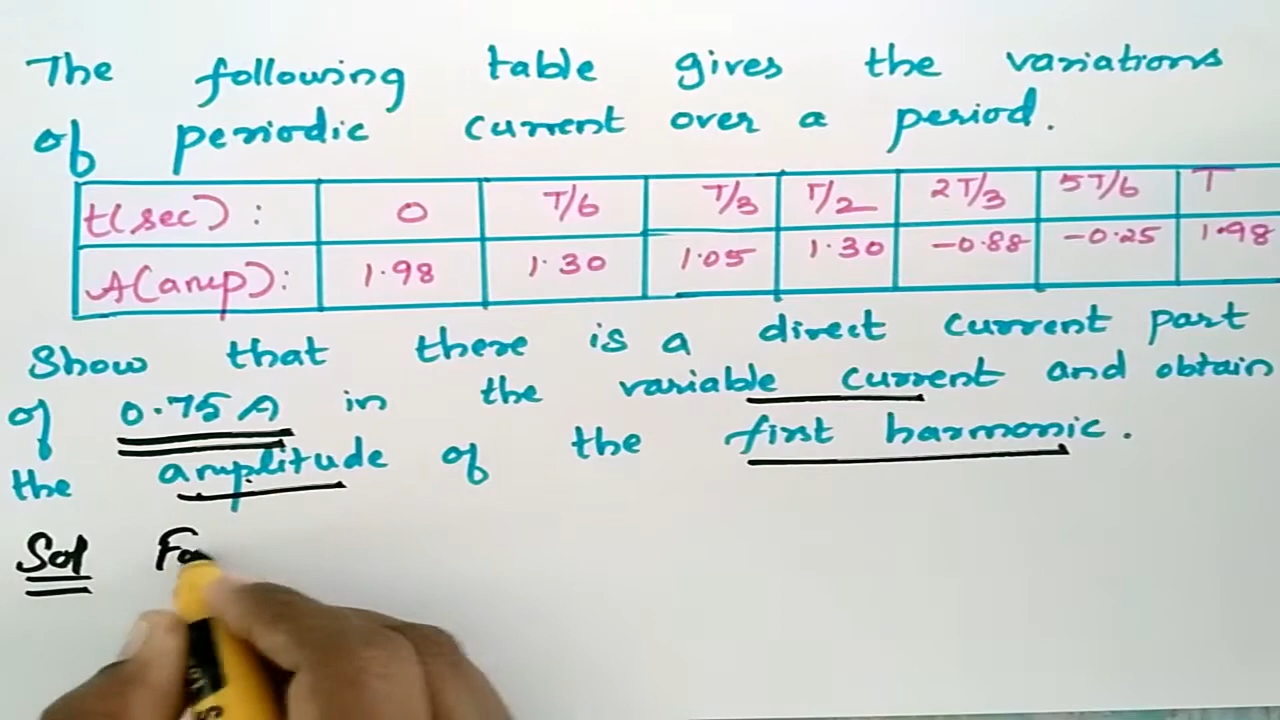 The following table gives the variations
of periodic current over a period.
t(sec): 0 T/6 T/3 T/2 2T/3 5T/6 T
A(amp): 1.98 1.30 1.05 1.30 -0.88 -0.25 1.98
Show that there is a direct current part
of 0.75A in the variable current and obtain
the amplitude of the first harmonic.
Sol Fo